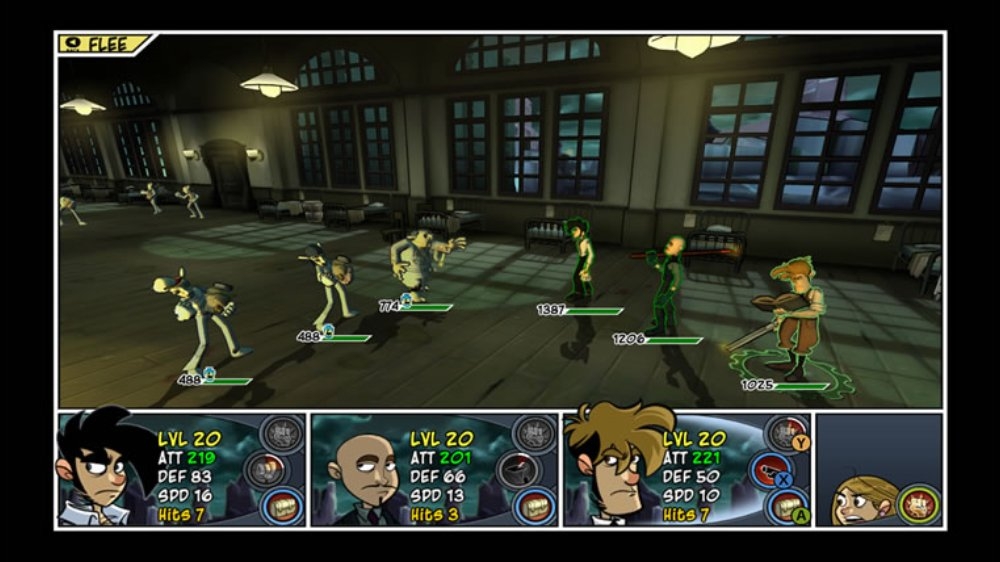 FLEE
774
488
488
1387
1206
1025
LVL 20
ATT 219
DEF 83
SPD 16
Hits 7
LVL 20
ATT 201
DEF 66
SPD 13
Hits 3
LVL 20
ATT 221
DEF 50
SPD 10
Hits 7
Y
X
A